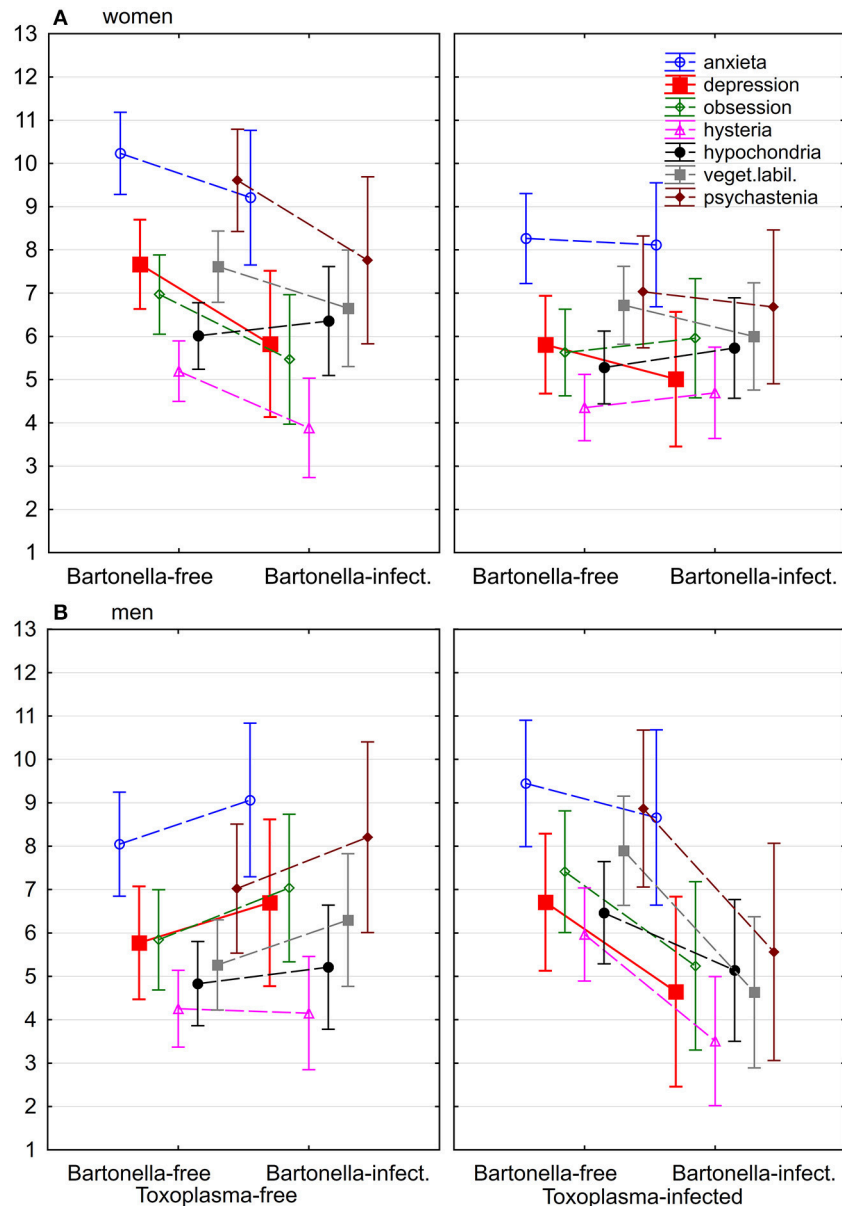 A women
13
12
11
10
9
8
7
6
5
4
3
2
1
anxieta
depression
obsession
hysteria
hypochondria
veget.labil.
psychastenia
Bartonella-free Bartonella-infect. Bartonella-free Bartonella-infect.
B men
13
12
11
10
9
8
7
6
5
4
3
2
1
Bartonella-free Bartonella-infect. Bartonella-free Bartonella-infect.
Toxoplasma-free Toxoplasma-infected